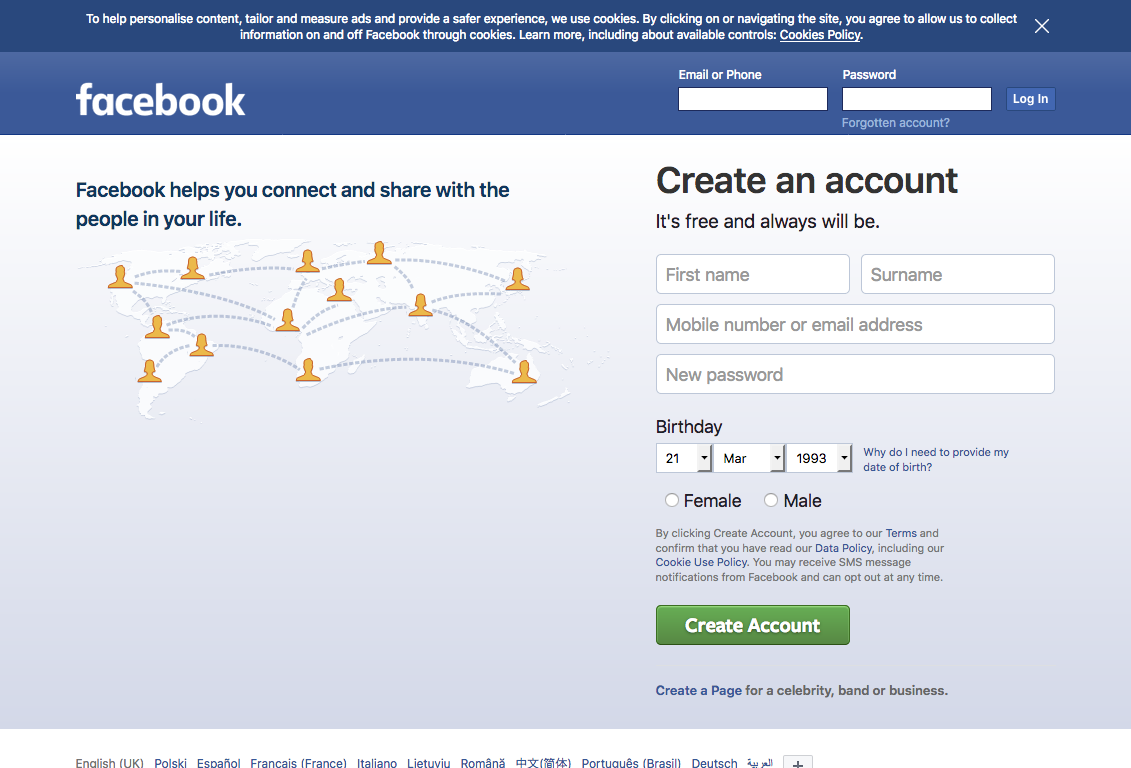 To help personalise content, tailor and measure ads and provide a safer experience, we use cookies. By clicking on or navigating the site, you agree to allow us to collect
information on and off Facebook through cookies. Learn more, including about available controls: Cookies Policy.
facebook
Email or Phone
Password
Log In
Forgotten account?
Facebook helps you connect and share with the
people in your life.
Create an account
It's free and always will be.
First name
Surname
Mobile number or email address
New password
Birthday
21
Mar
1993
Why do I need to provide my
date of birth?
Female
Male
By clicking Create Account, you agree to our Terms and
confirm that you have read our Data Policy, including our
Cookie Use Policy. You may receive SMS message
notifications from Facebook and can opt out at any time.
Create Account
Create a Page for a celebrity, band or business.
English (UK) Polski Español Français (France) Italiano Lietuvių Română 中文(简体) Português (Brasil) Deutsch العربية +